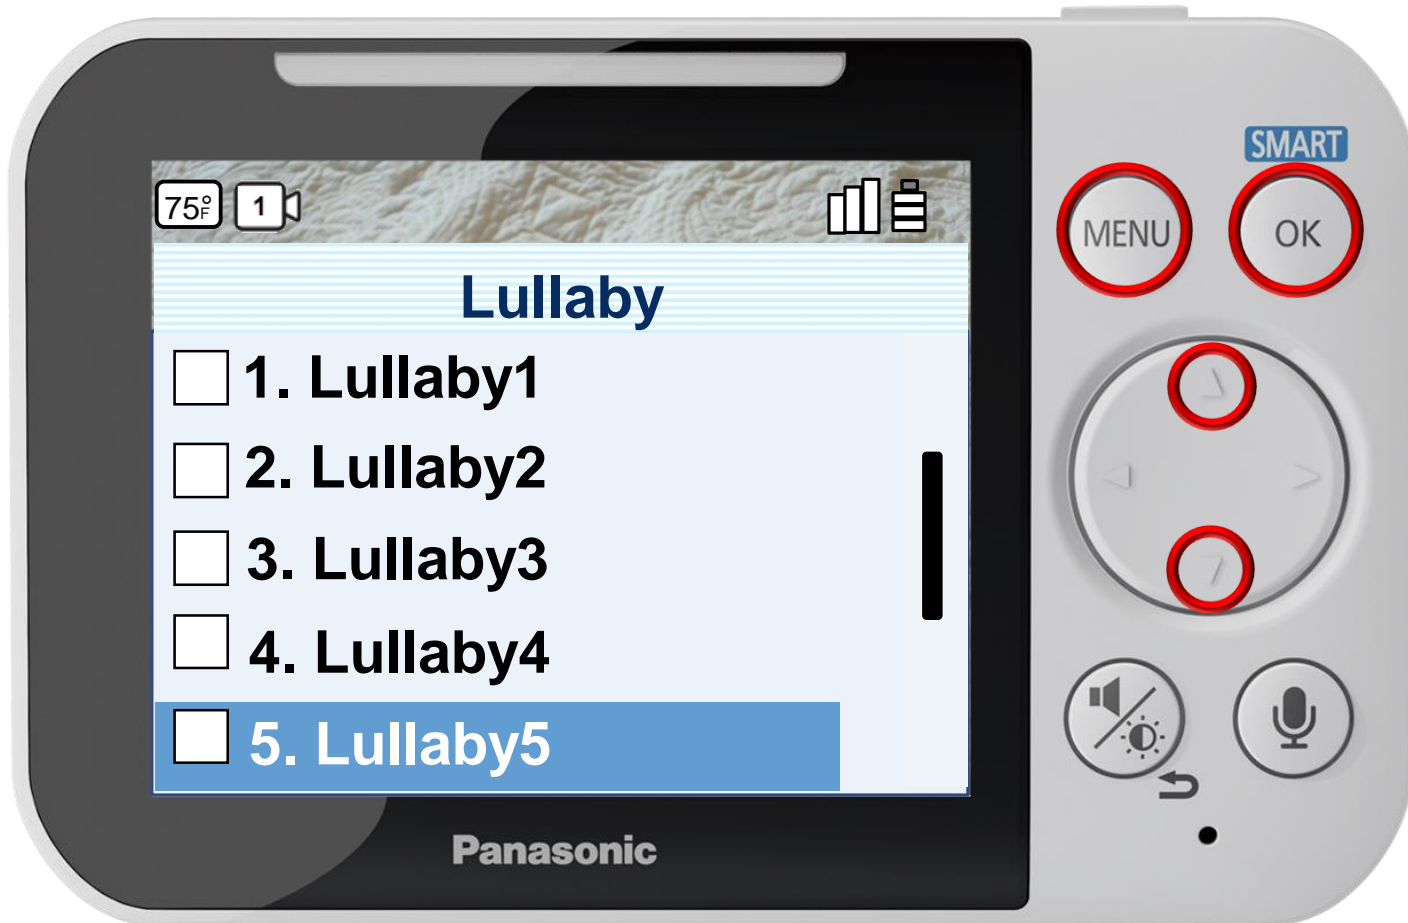 SMART
75°F 1
MENU OK
Lullaby
1. Lullaby1
2. Lullaby2
3. Lullaby3
4. Lullaby4
5. Lullaby5
Panasonic